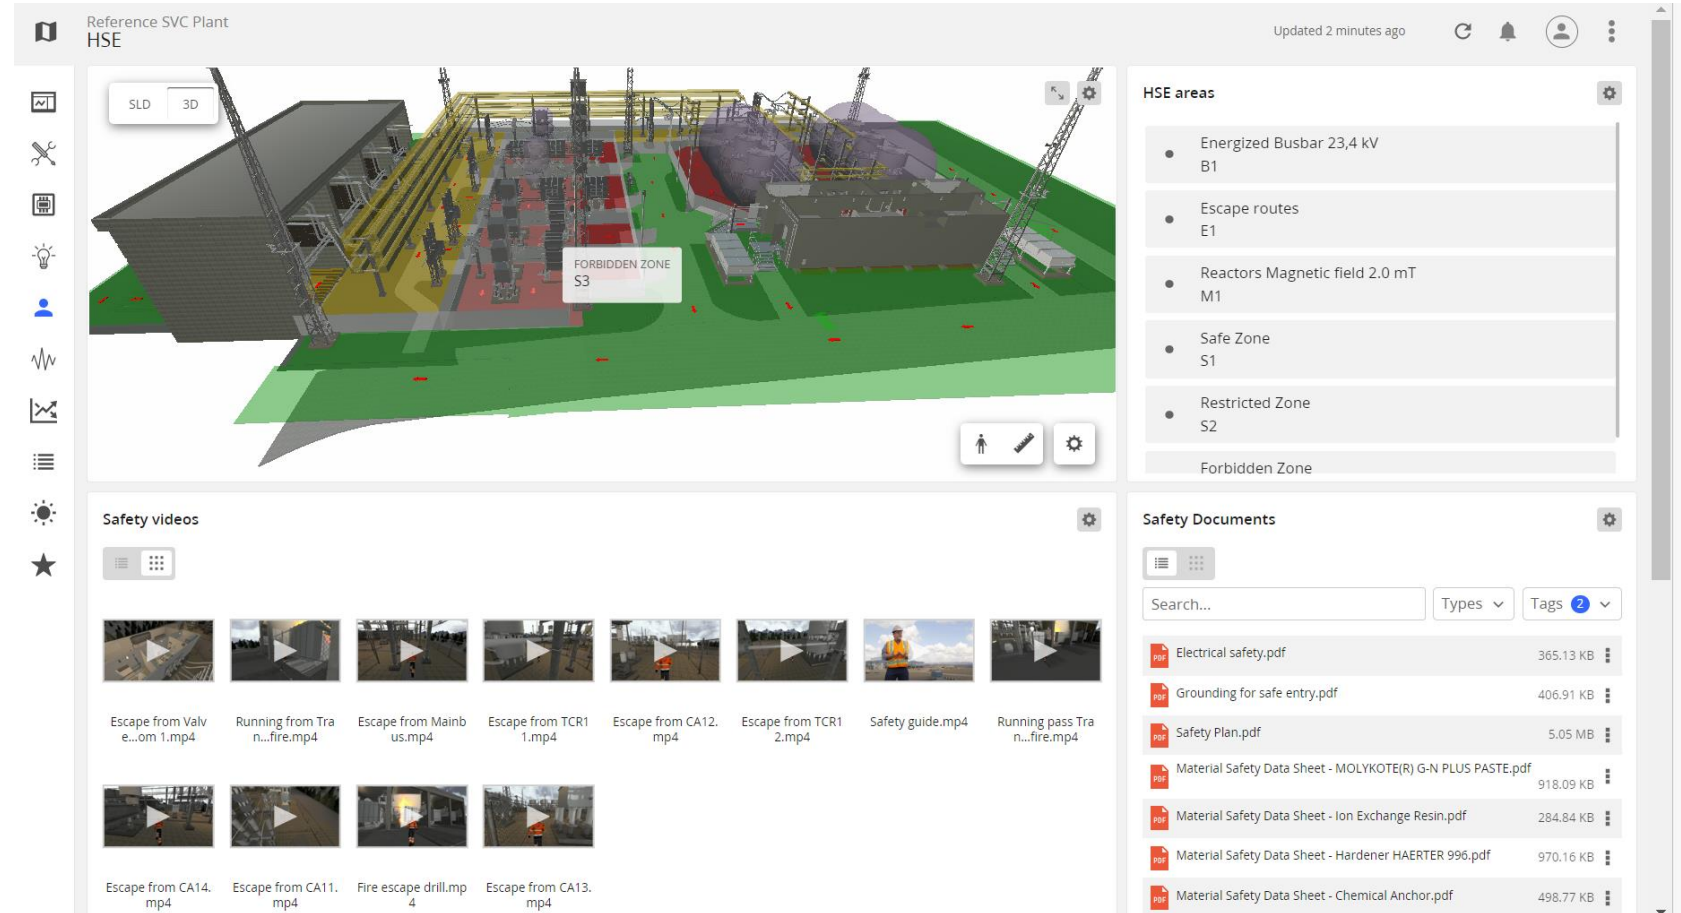 Reference SVC Plant
HSE
Updated 2 minutes ago
SLD 3D
FORBIDDEN ZONE
S3
HSE areas
Energized Busbar 23,4 kV
B1
Escape routes
E1
Reactors Magnetic field 2.0 mT
M1
Safe Zone
S1
Restricted Zone
S2
Forbidden Zone
Safety videos
Escape from Valv
e...om 1.mp4
Running from Tra
n...fire.mp4
Escape from Mainb
us.mp4
Escape from TCR1
1.mp4
Escape from CA12.
mp4
Escape from TCR1
2.mp4
Safety guide.mp4
Running pass Tra
n...fire.mp4
Escape from CA14.
mp4
Escape from CA11.
mp4
Fire escape drill.mp
4
Escape from CA13.
mp4
Safety Documents
Search...
Types
Tags 2
PDF Electrical safety.pdf 365.13 KB
PDF Grounding for safe entry.pdf 406.91 KB
PDF Safety Plan.pdf 5.05 MB
PDF Material Safety Data Sheet - MOLYKOTE(R) G-N PLUS PASTE.pdf 918.09 KB
PDF Material Safety Data Sheet - Ion Exchange Resin.pdf 284.84 KB
PDF Material Safety Data Sheet - Hardener HAERTER 996.pdf 970.16 KB
PDF Material Safety Data Sheet - Chemical Anchor.pdf 498.77 KB